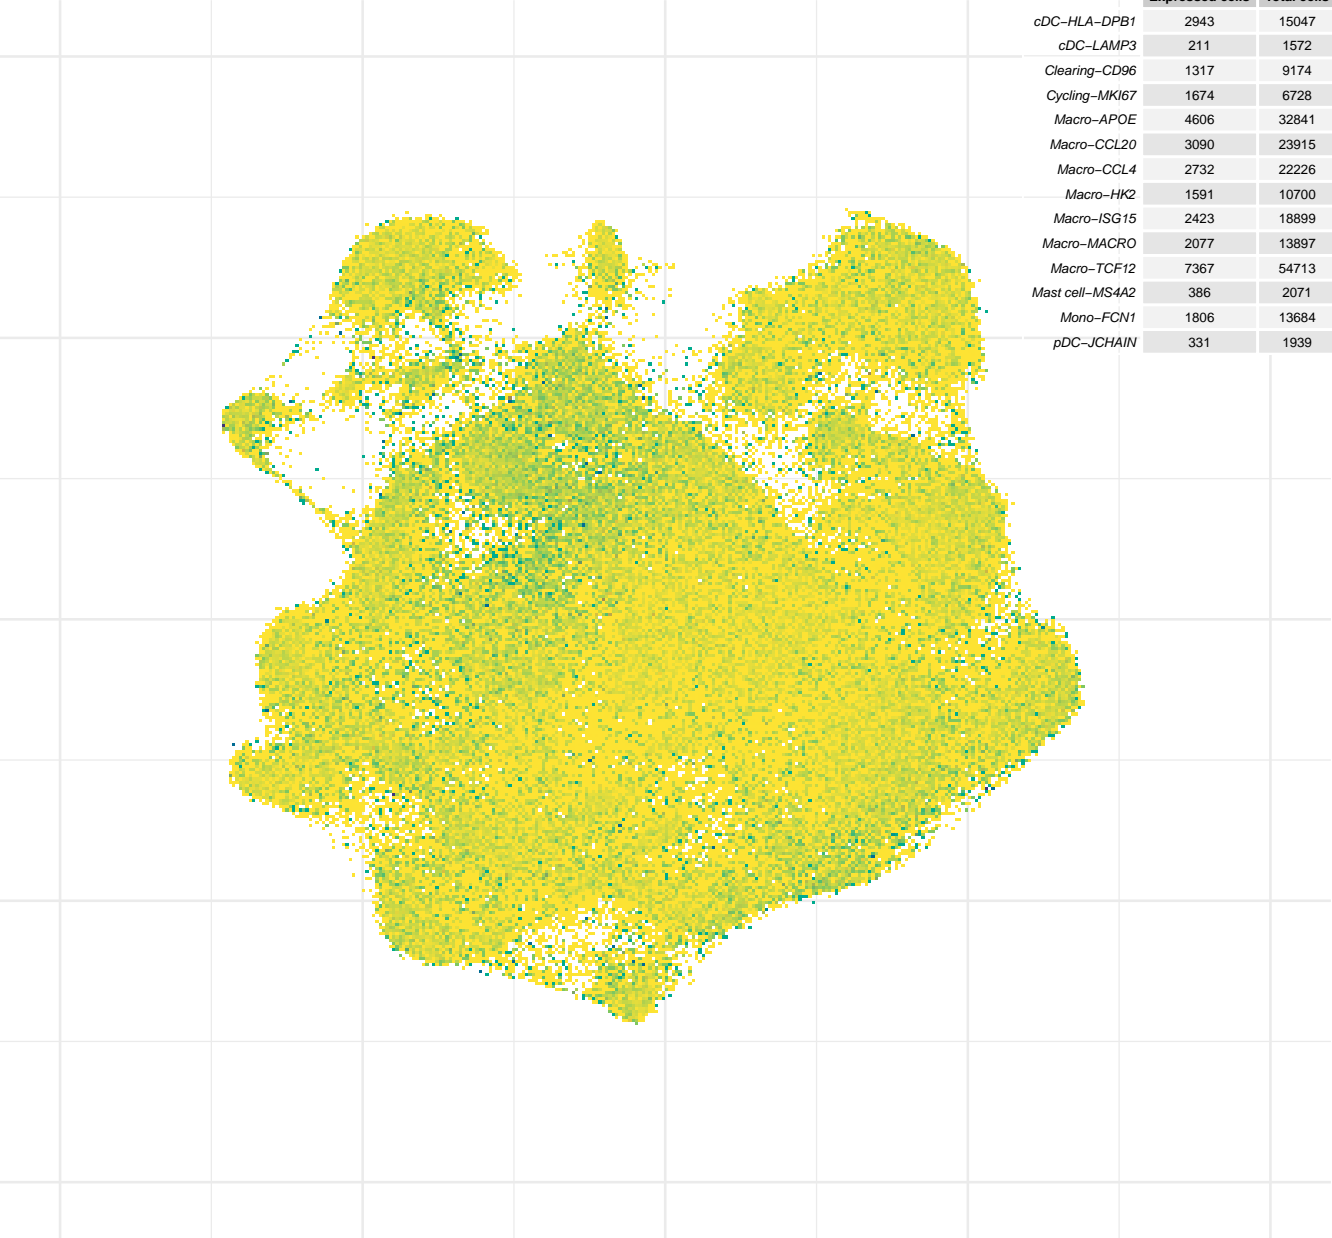 cDC−HLA−DPB1 2943 15047
cDC−LAMP3 211 1572
Clearing−CD96 1317 9174
Cycling−MKI67 1674 6728
Macro−APOE 4606 32841
Macro−CCL20 3090 23915
Macro−CCL4 2732 22226
Macro−HK2 1591 10700
Macro−ISG15 2423 18899
Macro−MACRO 2077 13897
Macro−TCF12 7367 54713
Mast cell−MS4A2 386 2071
Mono−FCN1 1806 13684
pDC−JCHAIN 331 1939